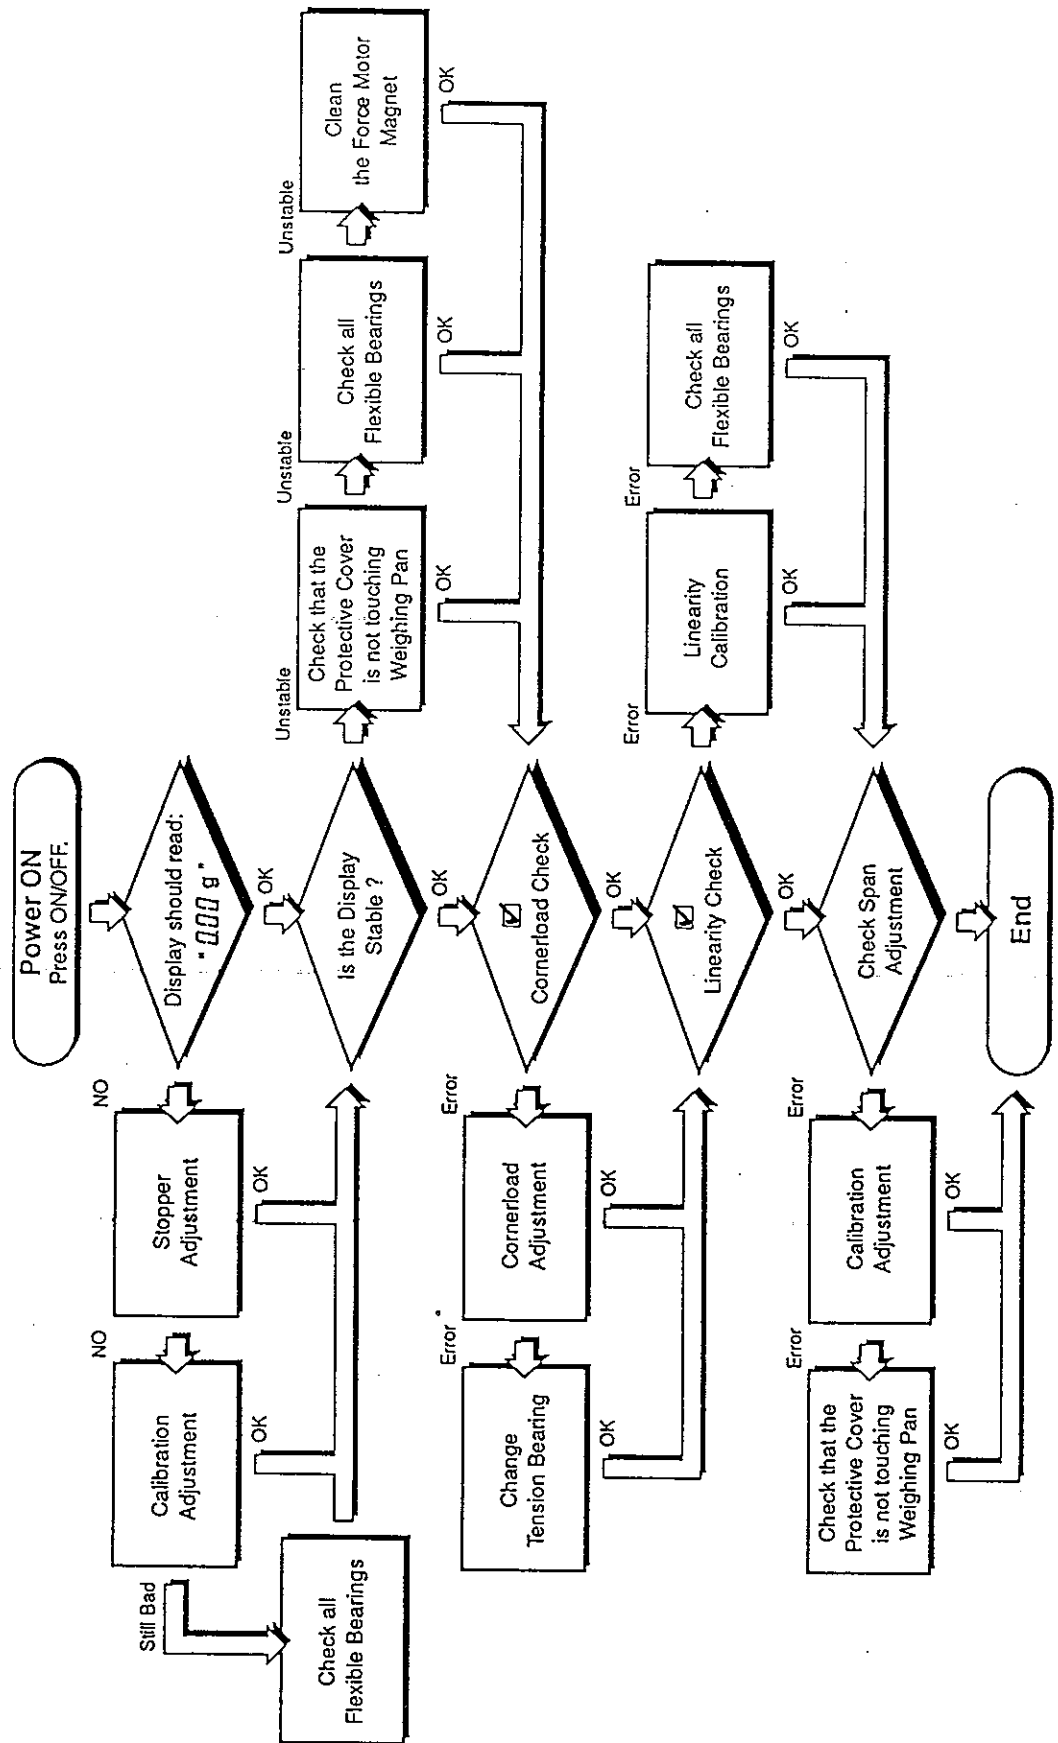 Power ON
Press ON/OFF.
Display should read:
" 0.00 g "
NO
Stopper
Adjustment
NO
Calibration
Adjustment
Still Bad
Check all
Flexible Bearings
OK
OK
OK
Is the Display
Stable ?
Unstable
Check that the
Protective Cover
is not touching
Weighing Pan
Unstable
Check all
Flexible Bearings
Unstable
Clean
the Force Motor
Magnet
OK
OK
OK
OK
☑
Cornerload Check
Error
Cornerload
Adjustment
Error
Change
Tension Bearing
OK
OK
OK
☑
Linearity Check
Error
Linearity
Calibration
Error
Check all
Flexible Bearings
OK
OK
OK
Check Span
Adjustment
Error
Calibration
Adjustment
Error
Check that the
Protective Cover
is not touching
Weighing Pan
OK
OK
End